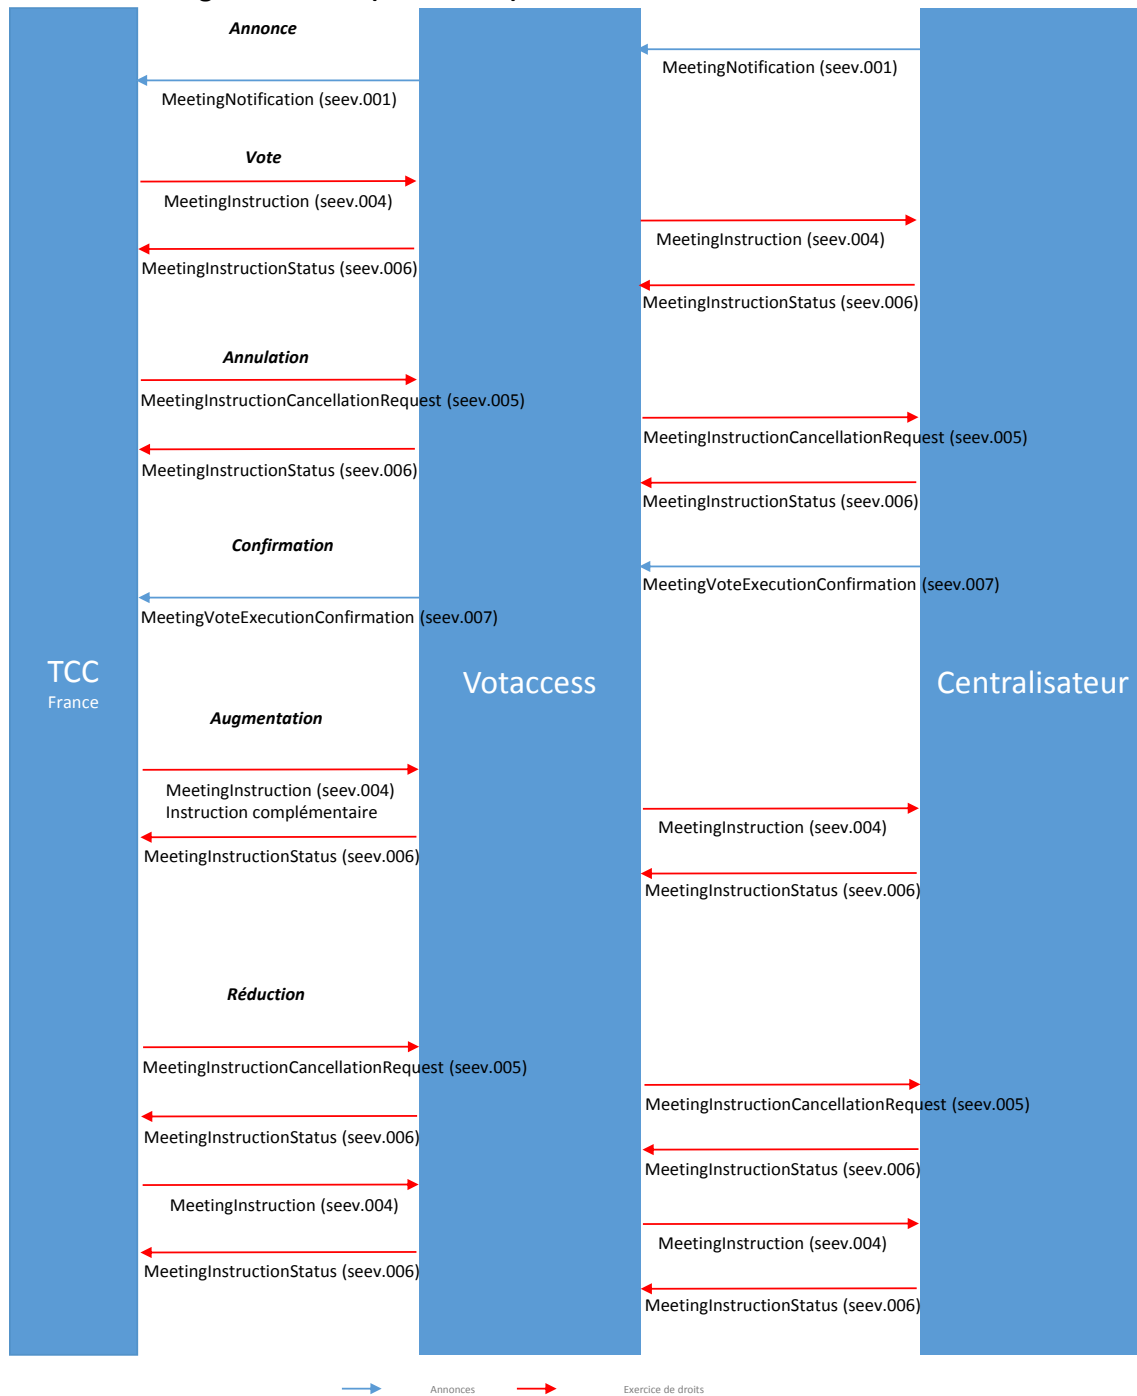 Annonce
MeetingNotification (seev.001)
MeetingNotification (seev.001)
Vote
MeetingInstruction (seev.004)
MeetingInstruction (seev.004)
MeetingInstructionStatus (seev.006)
MeetingInstructionStatus (seev.006)
Annulation
MeetingInstructionCancellationRequest (seev.005)
MeetingInstructionCancellationRequest (seev.005)
MeetingInstructionStatus (seev.006)
MeetingInstructionStatus (seev.006)
Confirmation
MeetingVoteExecutionConfirmation (seev.007)
MeetingVoteExecutionConfirmation (seev.007)
TCC
France
Votaccess
Centralisateur
Augmentation
MeetingInstruction (seev.004)
Instruction complémentaire
MeetingInstruction (seev.004)
MeetingInstructionStatus (seev.006)
MeetingInstructionStatus (seev.006)
Réduction
MeetingInstructionCancellationRequest (seev.005)
MeetingInstructionCancellationRequest (seev.005)
MeetingInstructionStatus (seev.006)
MeetingInstructionStatus (seev.006)
MeetingInstruction (seev.004)
MeetingInstruction (seev.004)
MeetingInstructionStatus (seev.006)
MeetingInstructionStatus (seev.006)
Annonces
Exercice de droits